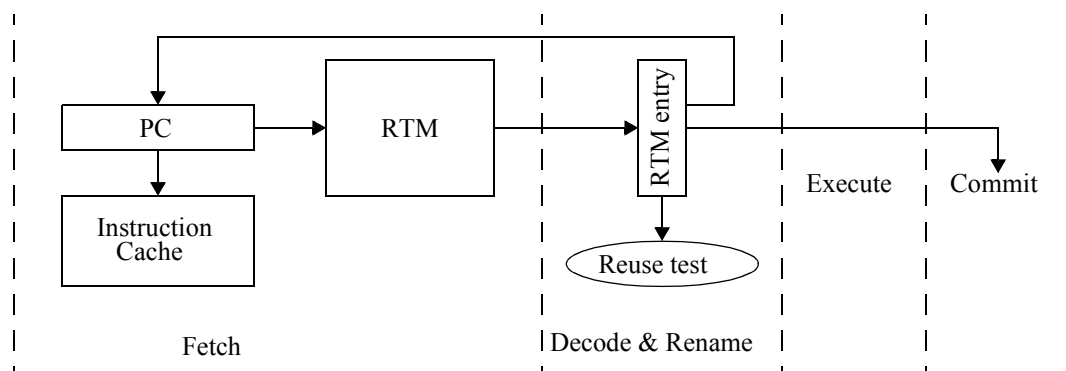 PC
RTM
RTM entry
Instruction
Cache
Reuse test
Execute
Commit
Fetch
Decode & Rename